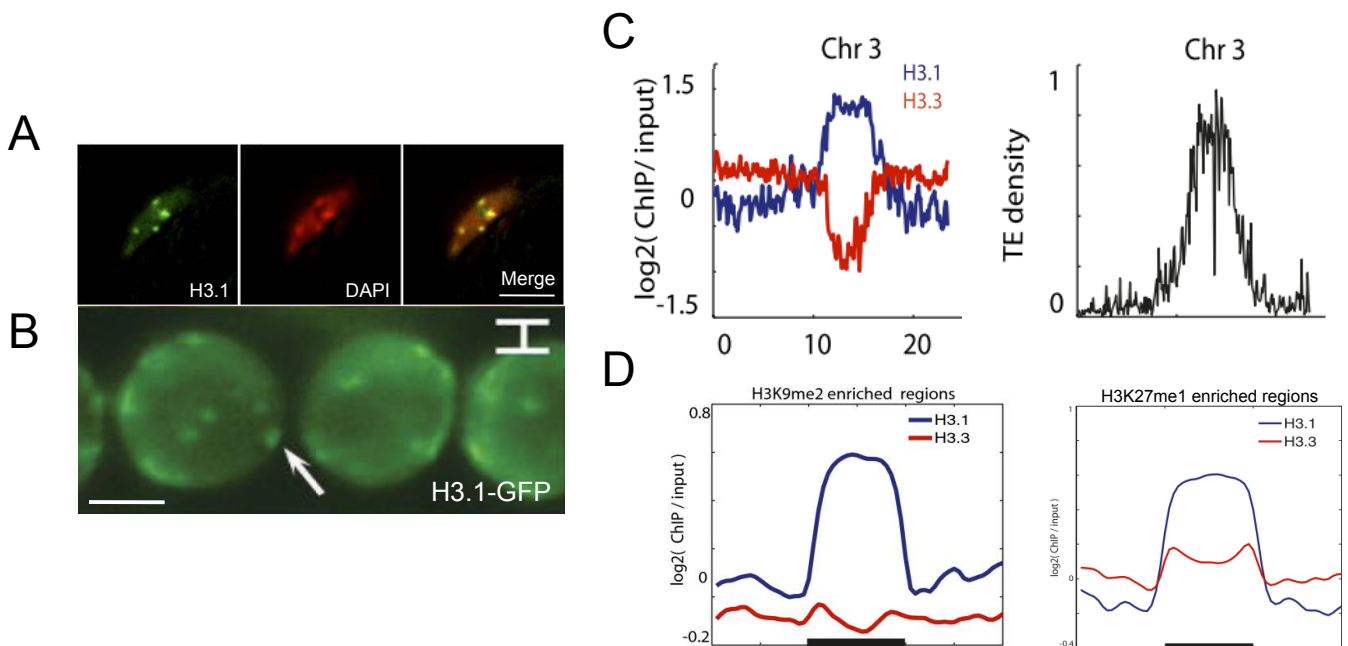 A
H3.1
DAPI
Merge
B
H3.1-GFP
C
Chr 3
H3.1
H3.3
log2( ChIP/ input)
1.5
0
-1.5
0
10
20
Chr 3
TE density
1
0
D
H3K9me2 enriched regions
H3.1
H3.3
log2( ChIP / input)
0.8
0
-0.2
H3K27me1 enriched regions
H3.1
H3.3
log2( ChIP / input)
1
0
-0.4